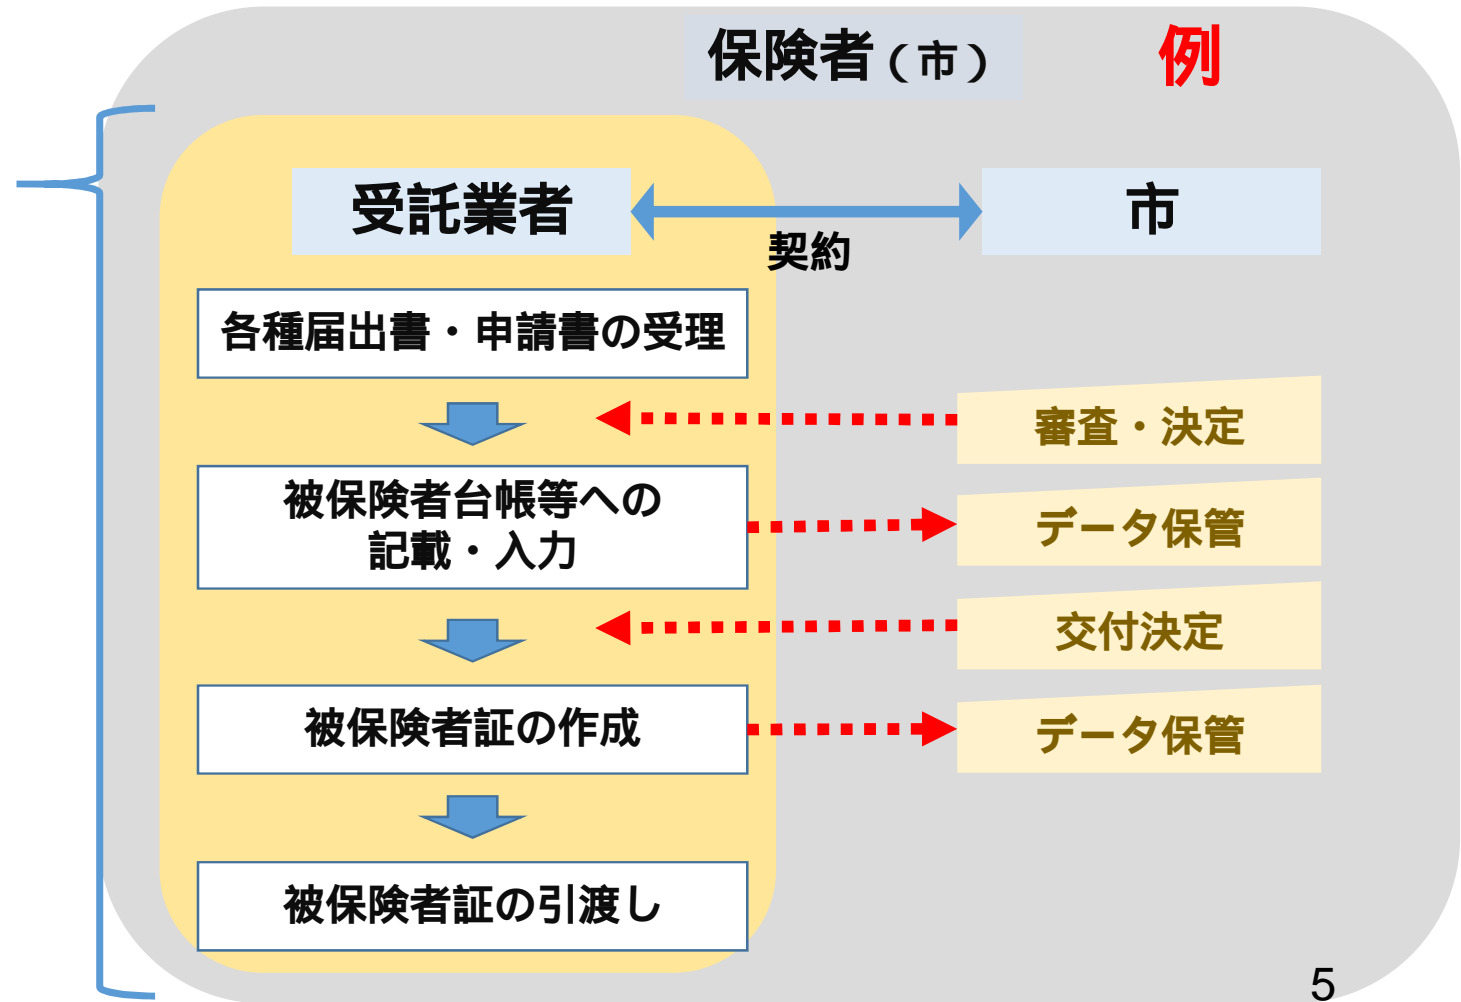 保険者（市）
例
受託業者
市
契約
各種届出書・申請書の受理
審査・決定
被保険者台帳等への
記載・入力
データ保管
交付決定
被保険者証の作成
データ保管
被保険者証の引渡し
5